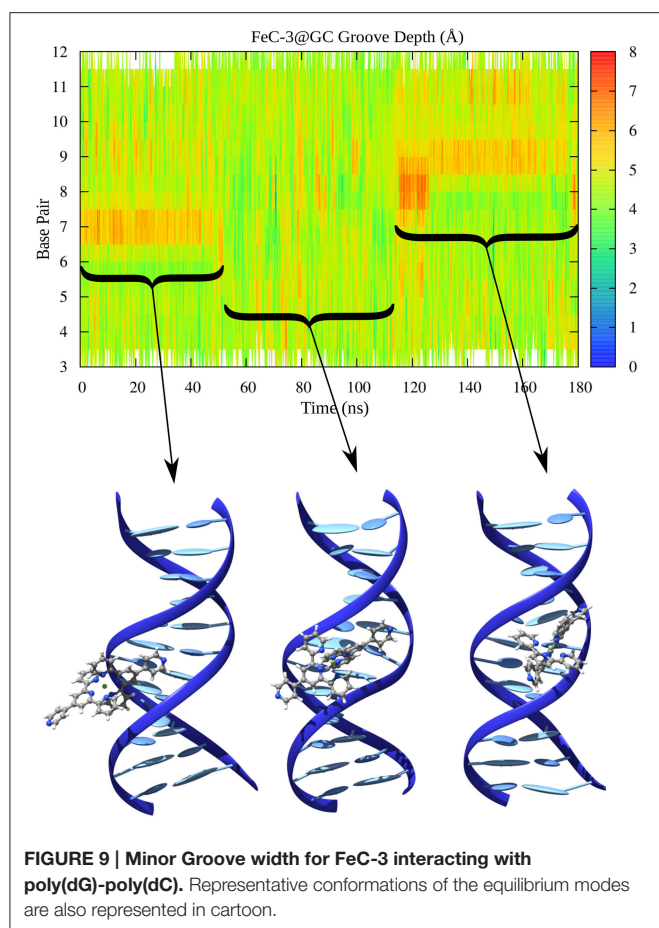 FeC-3@GC Groove Depth (Å)
12
11
10
9
8
7
6
5
4
3
Base Pair
0 20 40 60 80 100 120 140 160 180
Time (ns)
8
7
6
5
4
3
2
1
0
FIGURE 9 | Minor Groove width for FeC-3 interacting with
poly(dG)-poly(dC). Representative conformations of the equilibrium modes
are also represented in cartoon.